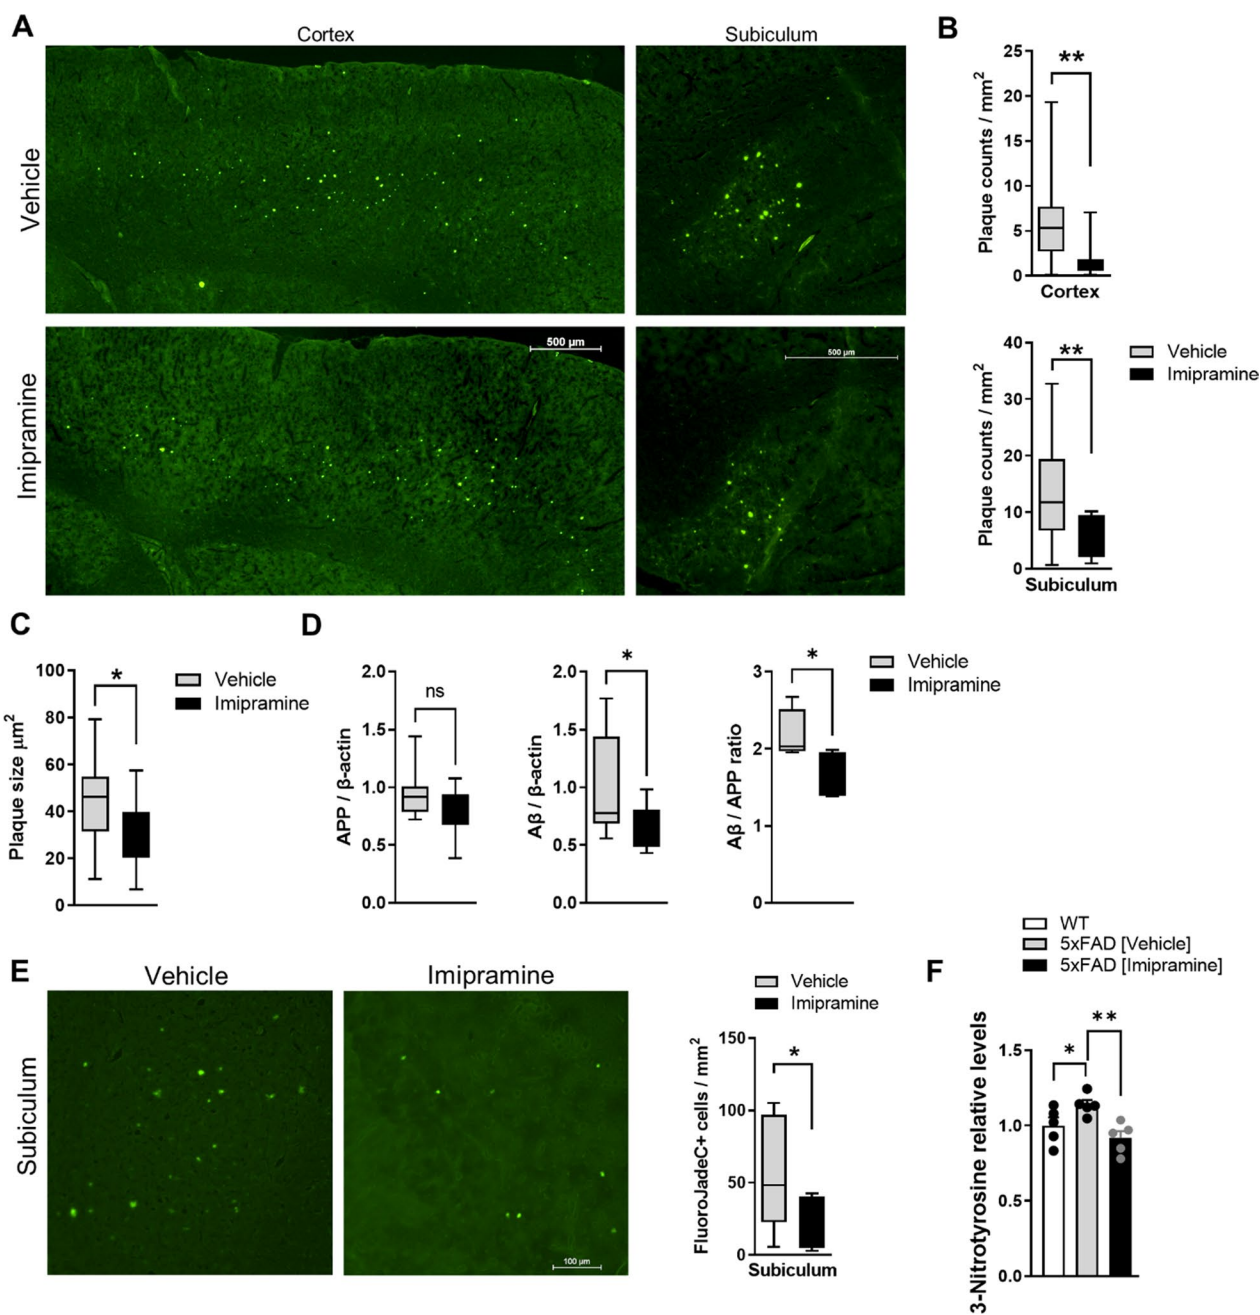 A
Cortex
Subiculum
Vehicle
500 µm
500 µm
Imipramine
B
**
25
20
15
10
5
0
Plaque counts / mm2
Cortex
**
40
30
20
10
0
Plaque counts / mm2
Subiculum
Vehicle
Imipramine
C
*
100
80
60
40
20
0
Plaque size µm2
Vehicle
Imipramine
D
ns
2.0
1.5
1.0
0.5
0.0
APP / β-actin
*
2.0
1.5
1.0
0.5
0.0
Aβ / β-actin
*
3
2
1
0
Aβ / APP ratio
Vehicle
Imipramine
E
Vehicle
Imipramine
Subiculum
100 µm
Vehicle
Imipramine
*
150
100
50
0
FluoroJadeC+ cells / mm2
Subiculum
F
WT
5xFAD [Vehicle]
5xFAD [Imipramine]
*
**
1.5
1.0
0.5
0.0
3-Nitrotyrosine relative levels